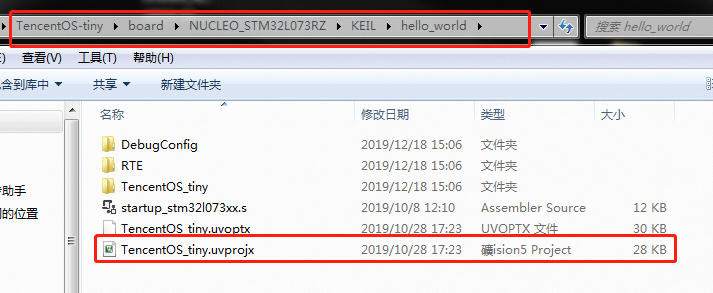 TencentOS-tiny ▸ board ▸ NUCLEO_STM32L073RZ ▸ KEIL ▸ hello_world ▸ 搜索 hello_world
查看(V) 工具(T) 帮助(H)
含到库中 共享 新建文件夹
名称 修改日期 类型 大小
DebugConfig 2019/12/18 15:06 文件夹
RTE 2019/12/18 15:06 文件夹
TencentOS_tiny 2019/12/18 15:06 文件夹
助手
startup_stm32l073xx.s 2019/10/8 12:10 Assembler Source 12 KB
的位置
TencentOS_tiny.uvoptx 2019/10/28 17:23 UVOPTX 文件 30 KB
TencentOS_tiny.uvprojx 2019/10/28 17:23 礦ision5 Project 28 KB